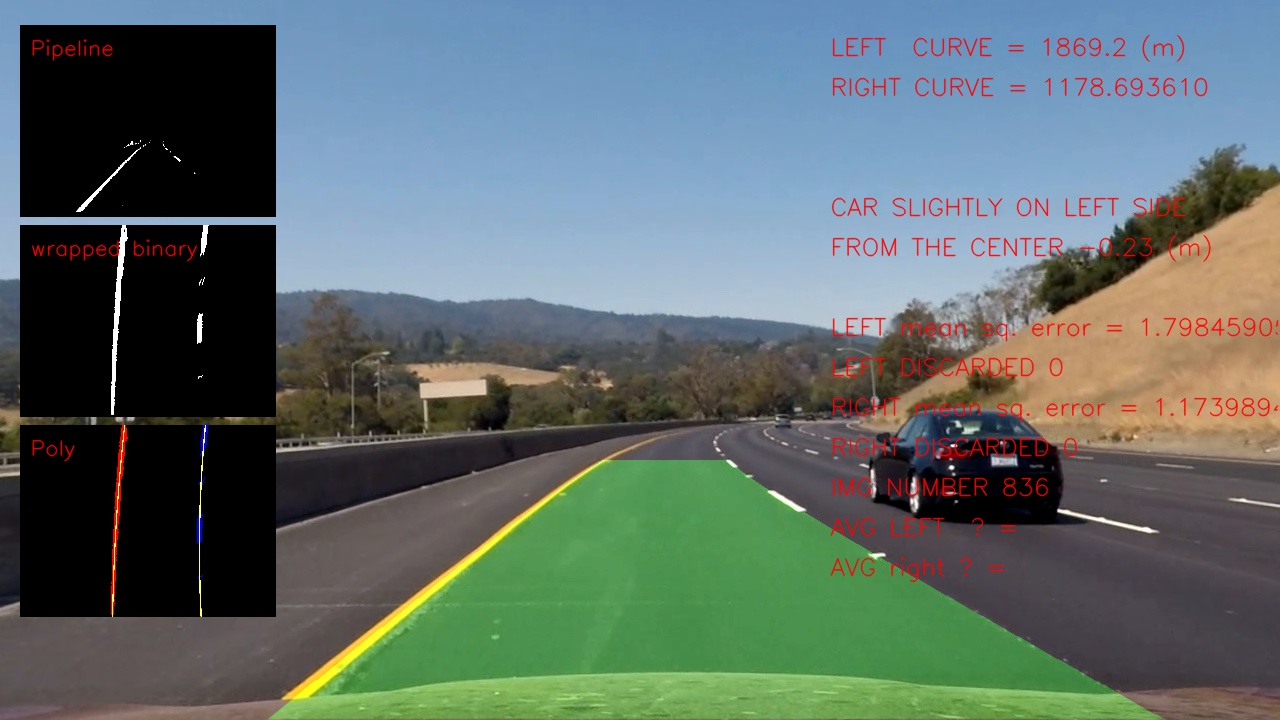 Pipeline
wrapped binary
Poly
LEFT CURVE = 1869.2 (m)
RIGHT CURVE = 1178.693610
CAR SLIGHTLY ON LEFT SIDE
FROM THE CENTER -0.23 (m)
LEFT mean sq. error = 1.7984590
LEFT DISCARDED 0
RIGHT mean sq. error = 1.173989
RIGHT DISCARDED 0
IMG NUMBER 836
AVG LEFT ? =
AVG right ? =